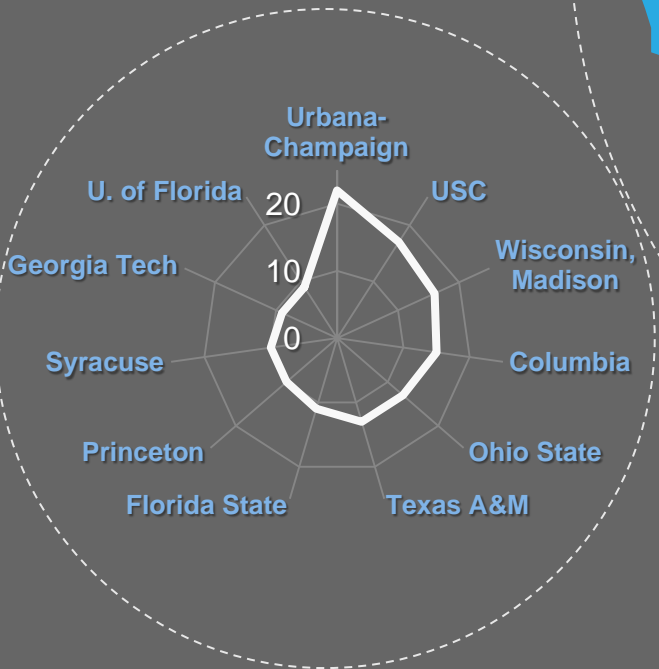 Urbana-
Champaign
U. of Florida
20
USC
Georgia Tech
10
Wisconsin,
Madison
0
Syracuse
Columbia
Princeton
Ohio State
Florida State
Texas A&M